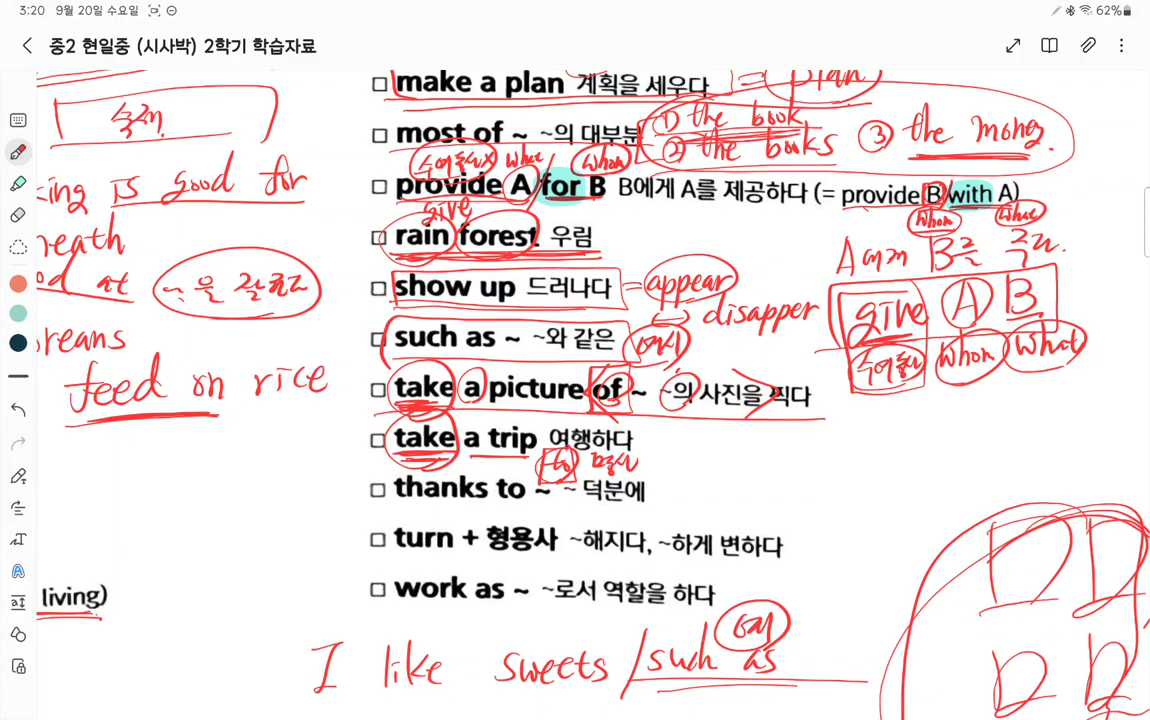 3:20 9월 20일 수요일 62%
중2 현일중 (시사박) 2학기 학습자료
make a plan 계획을 세우다 = plan
숙제
most of ~ ~의 대부분
① the book
② the books ③ the money
수여동사x what whom
is good for
provide A / for B B에게 A를 제공하다 (= provide B with A)
give
whom what
rain forest 우림
A에게 B를 주다.
show up 드러나다 = appear
↔ disapper
give A B
수여동사 whom what
such as ~ ~와 같은 예시
reans
feed on rice
take a picture of ~ ~의 사진을 찍다
take a trip 여행하다
to 명사
thanks to ~ ~ 덕분에
turn + 형용사 ~해지다, ~하게 변하다
living)
work as ~ ~로서 역할을 하다
I like sweets / such as